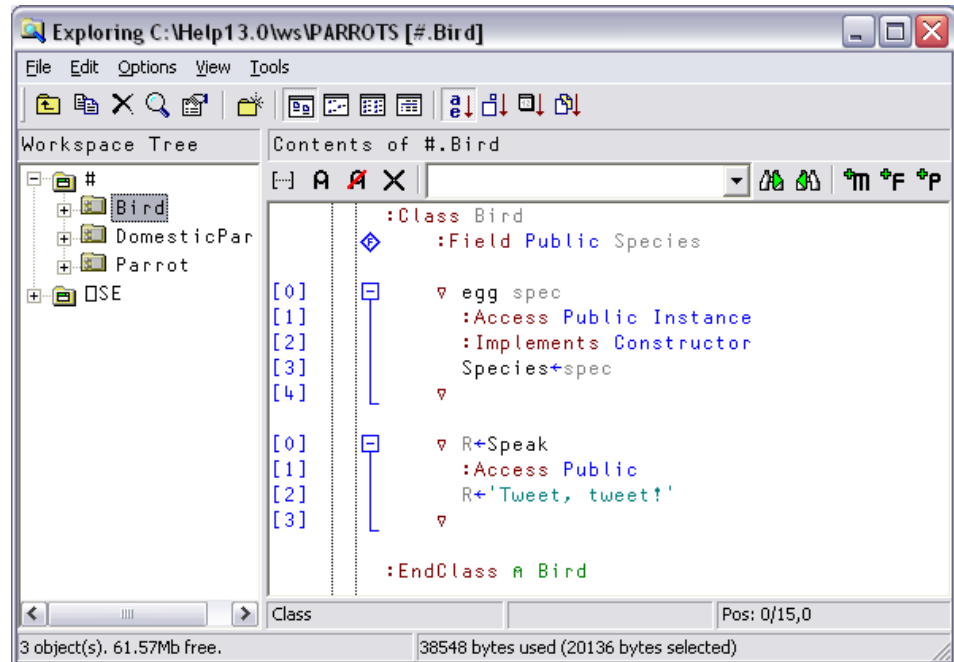 Exploring C:\Help13.0\ws\PARROTS [#.Bird]
File Edit Options View Tools
Workspace Tree
Contents of #.Bird
#
Bird
DomesticPar
Parrot
⎕SE
:Class Bird
:Field Public Species
[0] ∇ egg spec
[1] :Access Public Instance
[2] :Implements Constructor
[3] Species←spec
[4] ∇
[0] ∇ R←Speak
[1] :Access Public
[2] R←'Tweet, tweet!'
[3] ∇
:EndClass ⍝ Bird
Class
Pos: 0/15,0
3 object(s). 61.57Mb free.
38548 bytes used (20136 bytes selected)